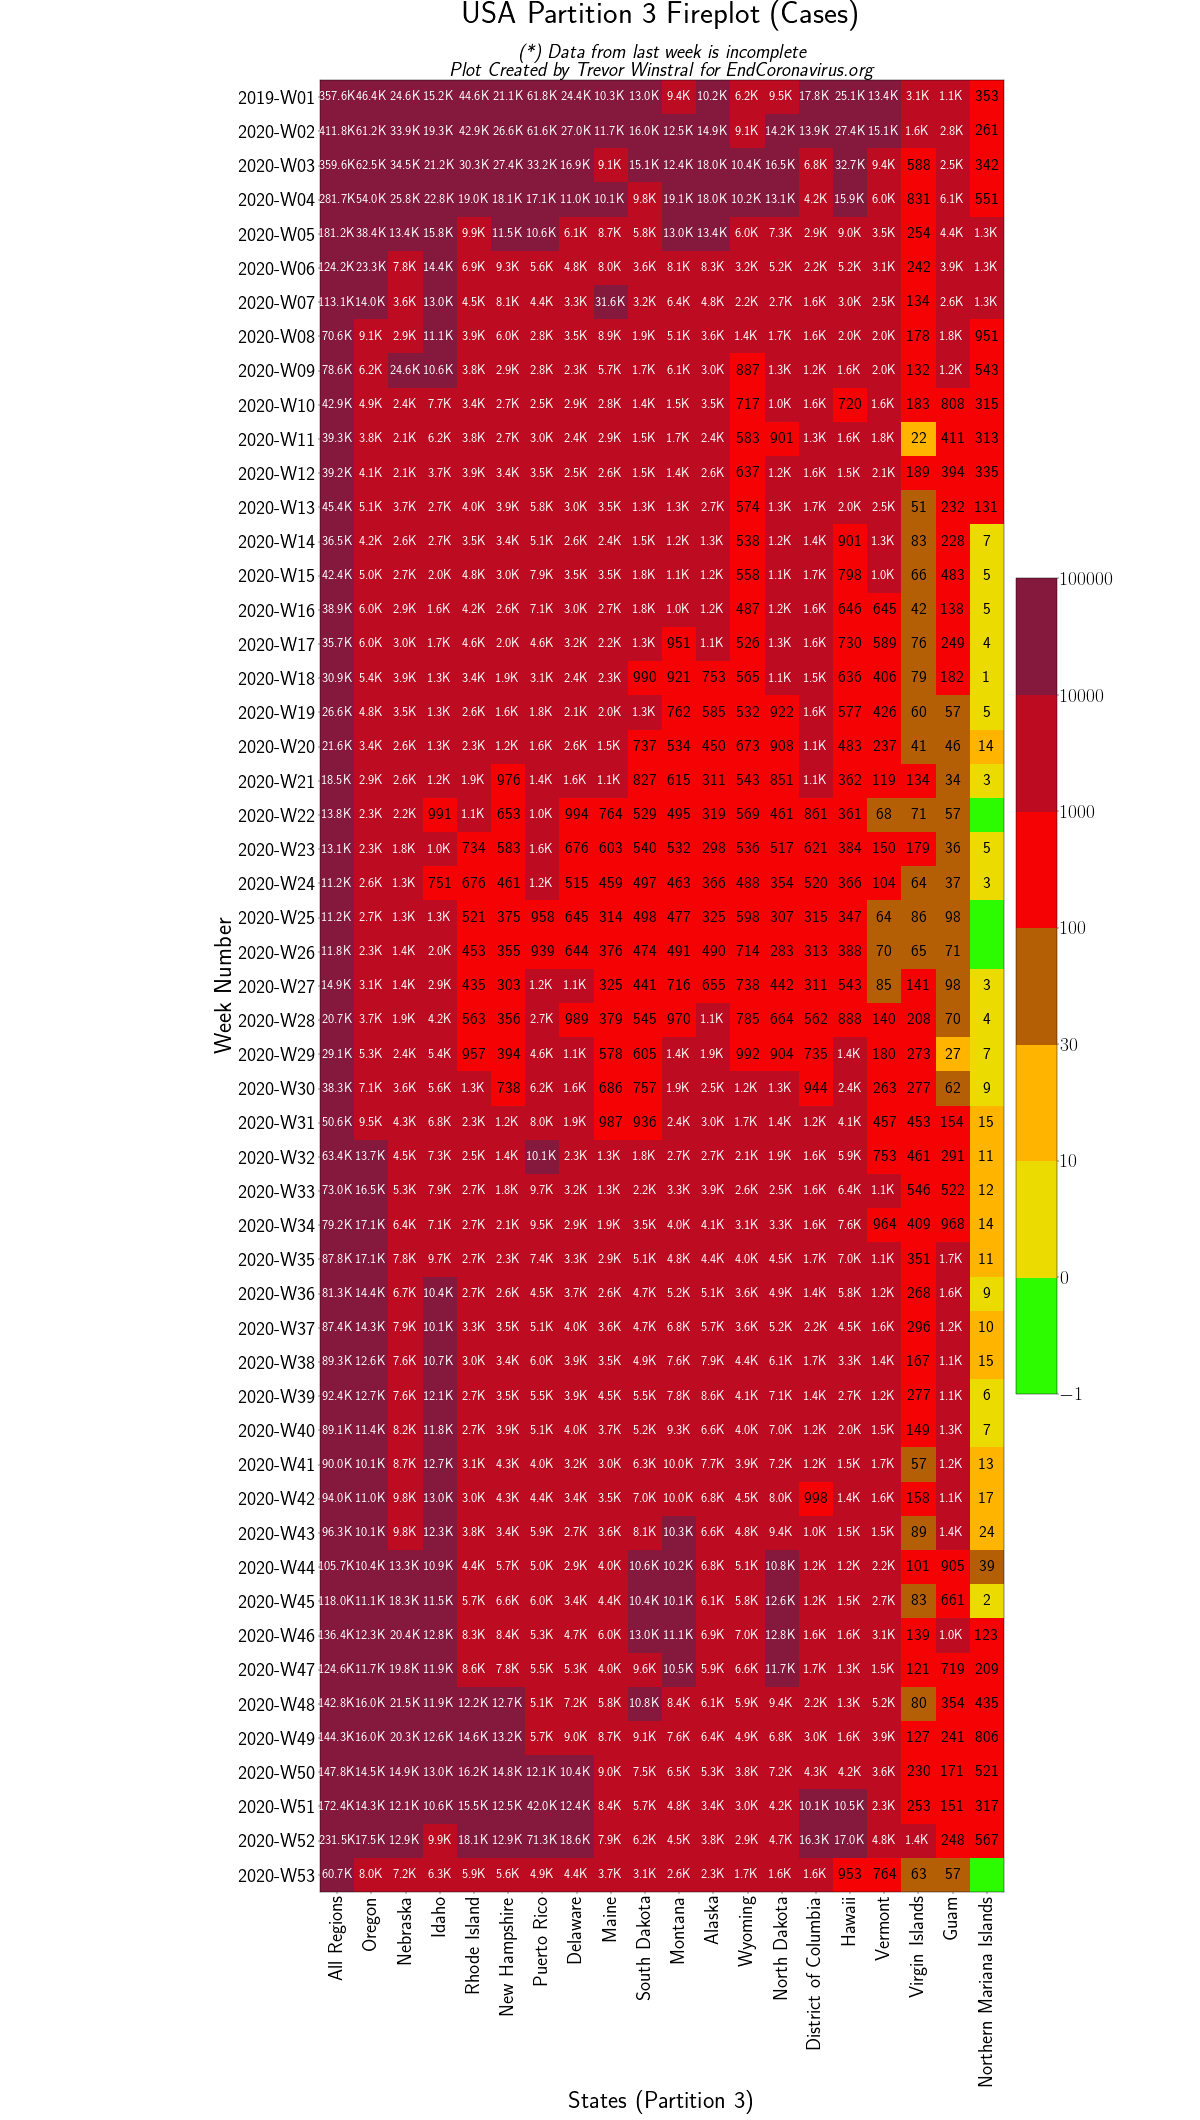 USA Partition 3 Fireplot (Cases)
(*) Data from last week is incomplete
Plot Created by Trevor Winstral for EndCoronavirus.org
2019-W01 357.6K 46.4K 24.6K 15.2K 44.6K 21.1K 61.8K 24.4K 10.3K 13.0K 9.4K 10.2K 6.2K 9.5K 17.8K 25.1K 13.4K 3.1K 1.1K 353
2020-W02 411.8K 61.2K 33.9K 19.3K 42.9K 26.6K 61.6K 27.0K 11.7K 16.0K 12.5K 14.9K 9.1K 14.2K 13.9K 27.4K 15.1K 1.6K 2.8K 261
2020-W03 359.6K 62.5K 34.5K 21.2K 30.3K 27.4K 33.2K 16.9K 9.1K 15.1K 12.4K 18.0K 10.4K 16.5K 6.8K 32.7K 9.4K 588 2.5K 342
2020-W04 281.7K 54.0K 25.8K 22.8K 19.0K 18.1K 17.1K 11.0K 10.1K 9.8K 19.1K 18.0K 10.2K 13.1K 4.2K 15.9K 6.0K 831 6.1K 551
2020-W05 181.2K 38.4K 13.4K 15.8K 9.9K 11.5K 10.6K 6.1K 8.7K 5.8K 13.0K 13.4K 6.0K 7.3K 2.9K 9.0K 3.5K 254 4.4K 1.3K
2020-W06 124.2K 23.3K 7.8K 14.4K 6.9K 9.3K 5.6K 4.8K 8.0K 3.6K 8.1K 8.3K 3.2K 5.2K 2.2K 5.2K 3.1K 242 3.9K 1.3K
2020-W07 113.1K 14.0K 3.6K 13.0K 4.5K 8.1K 4.4K 3.3K 31.6K 3.2K 6.4K 4.8K 2.2K 2.7K 1.6K 3.0K 2.5K 134 2.6K 1.3K
2020-W08 70.6K 9.1K 2.9K 11.1K 3.9K 6.0K 2.8K 3.5K 8.9K 1.9K 5.1K 3.6K 1.4K 1.7K 1.6K 2.0K 2.0K 178 1.8K 951
2020-W09 78.6K 6.2K 24.6K 10.6K 3.8K 2.9K 2.8K 2.3K 5.7K 1.7K 6.1K 3.0K 887 1.3K 1.2K 1.6K 2.0K 132 1.2K 543
2020-W10 42.9K 4.9K 2.4K 7.7K 3.4K 2.7K 2.5K 2.9K 2.8K 1.4K 1.5K 3.5K 717 1.0K 1.6K 720 1.6K 183 808 315
2020-W11 39.3K 3.8K 2.1K 6.2K 3.8K 2.7K 3.0K 2.4K 2.9K 1.5K 1.7K 2.4K 583 901 1.3K 1.6K 1.8K 22 411 313
2020-W12 39.2K 4.1K 2.1K 3.7K 3.9K 3.4K 3.5K 2.5K 2.6K 1.5K 1.4K 2.6K 637 1.2K 1.6K 1.5K 2.1K 189 394 335
2020-W13 45.4K 5.1K 3.7K 2.7K 4.0K 3.9K 5.8K 3.0K 3.5K 1.3K 1.3K 2.7K 574 1.3K 1.7K 2.0K 2.5K 51 232 131
2020-W14 36.5K 4.2K 2.6K 2.7K 3.5K 3.4K 5.1K 2.6K 2.4K 1.5K 1.2K 1.3K 538 1.2K 1.4K 901 1.3K 83 228 7
2020-W15 42.4K 5.0K 2.7K 2.0K 4.8K 3.0K 7.9K 3.5K 3.5K 1.8K 1.1K 1.2K 558 1.1K 1.7K 798 1.0K 66 483 5
2020-W16 38.9K 6.0K 2.9K 1.6K 4.2K 2.6K 7.1K 3.0K 2.7K 1.8K 1.0K 1.2K 487 1.2K 1.6K 646 645 42 138 5
2020-W17 35.7K 6.0K 3.0K 1.7K 4.6K 2.0K 4.6K 3.2K 2.2K 1.3K 951 1.1K 526 1.3K 1.6K 730 589 76 249 4
2020-W18 30.9K 5.4K 3.9K 1.3K 3.4K 1.9K 3.1K 2.4K 2.3K 990 921 753 565 1.1K 1.5K 636 406 79 182 1
2020-W19 26.6K 4.8K 3.5K 1.3K 2.6K 1.6K 1.8K 2.1K 2.0K 1.3K 762 585 532 922 1.6K 577 426 60 57 5
2020-W20 21.6K 3.4K 2.6K 1.3K 2.3K 1.2K 1.6K 2.6K 1.5K 737 534 450 673 908 1.1K 483 237 41 46 14
2020-W21 18.5K 2.9K 2.6K 1.2K 1.9K 976 1.4K 1.6K 1.1K 827 615 311 543 851 1.1K 362 119 134 34 3
2020-W22 13.8K 2.3K 2.2K 991 1.1K 653 1.0K 994 764 529 495 319 569 461 861 361 68 71 57
2020-W23 13.1K 2.3K 1.8K 1.0K 734 583 1.6K 676 603 540 532 298 536 517 621 384 150 179 36 5
2020-W24 11.2K 2.6K 1.3K 751 676 461 1.2K 515 459 497 463 366 488 354 520 366 104 64 37 3
2020-W25 11.2K 2.7K 1.3K 1.3K 521 375 958 645 314 498 477 325 598 307 315 347 64 86 98
2020-W26 11.8K 2.3K 1.4K 2.0K 453 355 939 644 376 474 491 490 714 283 313 388 70 65 71
2020-W27 14.9K 3.1K 1.4K 2.9K 435 303 1.2K 1.1K 325 441 716 655 738 442 311 543 85 141 98 3
2020-W28 20.7K 3.7K 1.9K 4.2K 563 356 2.7K 989 379 545 970 1.1K 785 664 562 888 140 208 70 4
2020-W29 29.1K 5.3K 2.4K 5.4K 957 394 4.6K 1.1K 578 605 1.4K 1.9K 992 904 735 1.4K 180 273 27 7
2020-W30 38.3K 7.1K 3.6K 5.6K 1.3K 738 6.2K 1.6K 686 757 1.9K 2.5K 1.2K 1.3K 944 2.4K 263 277 62 9
2020-W31 50.6K 9.5K 4.3K 6.8K 2.3K 1.2K 8.0K 1.9K 987 936 2.4K 3.0K 1.7K 1.4K 1.2K 4.1K 457 453 154 15
2020-W32 63.4K 13.7K 4.5K 7.3K 2.5K 1.4K 10.1K 2.3K 1.3K 1.8K 2.7K 2.7K 2.1K 1.9K 1.6K 5.9K 753 461 291 11
2020-W33 73.0K 16.5K 5.3K 7.9K 2.7K 1.8K 9.7K 3.2K 1.3K 2.2K 3.3K 3.9K 2.6K 2.5K 1.6K 6.4K 1.1K 546 522 12
2020-W34 79.2K 17.1K 6.4K 7.1K 2.7K 2.1K 9.5K 2.9K 1.9K 3.5K 4.0K 4.1K 3.1K 3.3K 1.6K 7.6K 964 409 968 14
2020-W35 87.8K 17.1K 7.8K 9.7K 2.7K 2.3K 7.4K 3.3K 2.9K 5.1K 4.8K 4.4K 4.0K 4.5K 1.7K 7.0K 1.1K 351 1.7K 11
2020-W36 81.3K 14.4K 6.7K 10.4K 2.7K 2.6K 4.5K 3.7K 2.6K 4.7K 5.2K 5.1K 3.6K 4.9K 1.4K 5.8K 1.2K 268 1.6K 9
2020-W37 87.4K 14.3K 7.9K 10.1K 3.3K 3.5K 5.1K 4.0K 3.6K 4.7K 6.8K 5.7K 3.6K 5.2K 2.2K 4.5K 1.6K 296 1.2K 10
2020-W38 89.3K 12.6K 7.6K 10.7K 3.0K 3.4K 6.0K 3.9K 3.5K 4.9K 7.6K 7.9K 4.4K 6.1K 1.7K 3.3K 1.4K 167 1.1K 15
2020-W39 92.4K 12.7K 7.6K 12.1K 2.7K 3.5K 5.5K 3.9K 4.5K 5.5K 7.8K 8.6K 4.1K 7.1K 1.4K 2.7K 1.2K 277 1.1K 6
2020-W40 89.1K 11.4K 8.2K 11.8K 2.7K 3.9K 5.1K 4.0K 3.7K 5.2K 9.3K 6.6K 4.0K 7.0K 1.2K 2.0K 1.5K 149 1.3K 7
2020-W41 90.0K 10.1K 8.7K 12.7K 3.1K 4.3K 4.0K 3.2K 3.0K 6.3K 10.0K 7.7K 3.9K 7.2K 1.2K 1.5K 1.7K 57 1.2K 13
2020-W42 94.0K 11.0K 9.8K 13.0K 3.0K 4.3K 4.4K 3.4K 3.5K 7.0K 10.0K 6.8K 4.5K 8.0K 998 1.4K 1.6K 158 1.1K 17
2020-W43 96.3K 10.1K 9.8K 12.3K 3.8K 3.4K 5.9K 2.7K 3.6K 8.1K 10.3K 6.6K 4.8K 9.4K 1.0K 1.5K 1.5K 89 1.4K 24
2020-W44 105.7K 10.4K 13.3K 10.9K 4.4K 5.7K 5.0K 2.9K 4.0K 10.6K 10.2K 6.8K 5.1K 10.8K 1.2K 1.2K 2.2K 101 905 39
2020-W45 118.0K 11.1K 18.3K 11.5K 5.7K 6.6K 6.0K 3.4K 4.4K 10.4K 10.1K 6.1K 5.8K 12.6K 1.2K 1.5K 2.7K 83 661 2
2020-W46 136.4K 12.3K 20.4K 12.8K 8.3K 8.4K 5.3K 4.7K 6.0K 13.0K 11.1K 6.9K 7.0K 12.8K 1.6K 1.6K 3.1K 139 1.0K 123
2020-W47 124.6K 11.7K 19.8K 11.9K 8.6K 7.8K 5.5K 5.3K 4.0K 9.6K 10.5K 5.9K 6.6K 11.7K 1.7K 1.3K 1.5K 121 719 209
2020-W48 142.8K 16.0K 21.5K 11.9K 12.2K 12.7K 5.1K 7.2K 5.8K 10.8K 8.4K 6.1K 5.9K 9.4K 2.2K 1.3K 5.2K 80 354 435
2020-W49 144.3K 16.0K 20.3K 12.6K 14.6K 13.2K 5.7K 9.0K 8.7K 9.1K 7.6K 6.4K 4.9K 6.8K 3.0K 1.6K 3.9K 127 241 806
2020-W50 147.8K 14.5K 14.9K 13.0K 16.2K 14.8K 12.1K 10.4K 9.0K 7.5K 6.5K 5.3K 3.8K 7.2K 4.3K 4.2K 3.6K 230 171 521
2020-W51 172.4K 14.3K 12.1K 10.6K 15.5K 12.5K 42.0K 12.4K 8.4K 5.7K 4.8K 3.4K 3.0K 4.2K 10.1K 10.5K 2.3K 253 151 317
2020-W52 231.5K 17.5K 12.9K 9.9K 18.1K 12.9K 71.3K 18.6K 7.9K 6.2K 4.5K 3.8K 2.9K 4.7K 16.3K 17.0K 4.8K 1.4K 248 567
2020-W53 60.7K 8.0K 7.2K 6.3K 5.9K 5.6K 4.9K 4.4K 3.7K 3.1K 2.6K 2.3K 1.7K 1.6K 1.6K 953 764 63 57
Week Number
All Regions
Oregon
Nebraska
Idaho
Rhode Island
New Hampshire
Puerto Rico
Delaware
Maine
South Dakota
Montana
Alaska
Wyoming
North Dakota
District of Columbia
Hawaii
Vermont
Virgin Islands
Guam
Northern Mariana Islands
States (Partition 3)
100000
10000
1000
100
30
10
0
−1